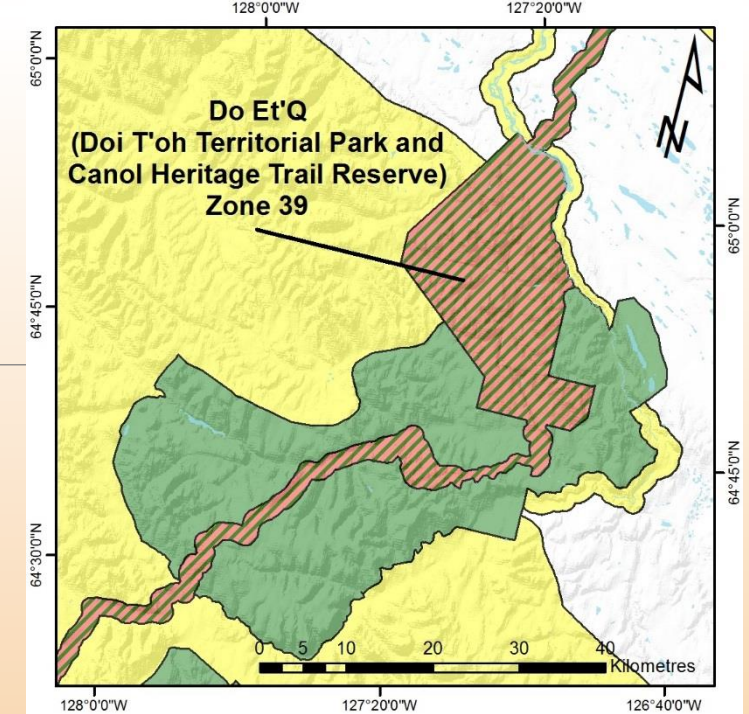 128°0'0"W 127°20'0"W
65°0'0"N
Do Et'Q
(Doi T'oh Territorial Park and
Canol Heritage Trail Reserve)
Zone 39
N
65°0'0"N
64°45'0"N
64°45'0"N
64°30'0"N
0 5 10 20 30 40
Kilometres
128°0'0"W 127°20'0"W 126°40'0"W